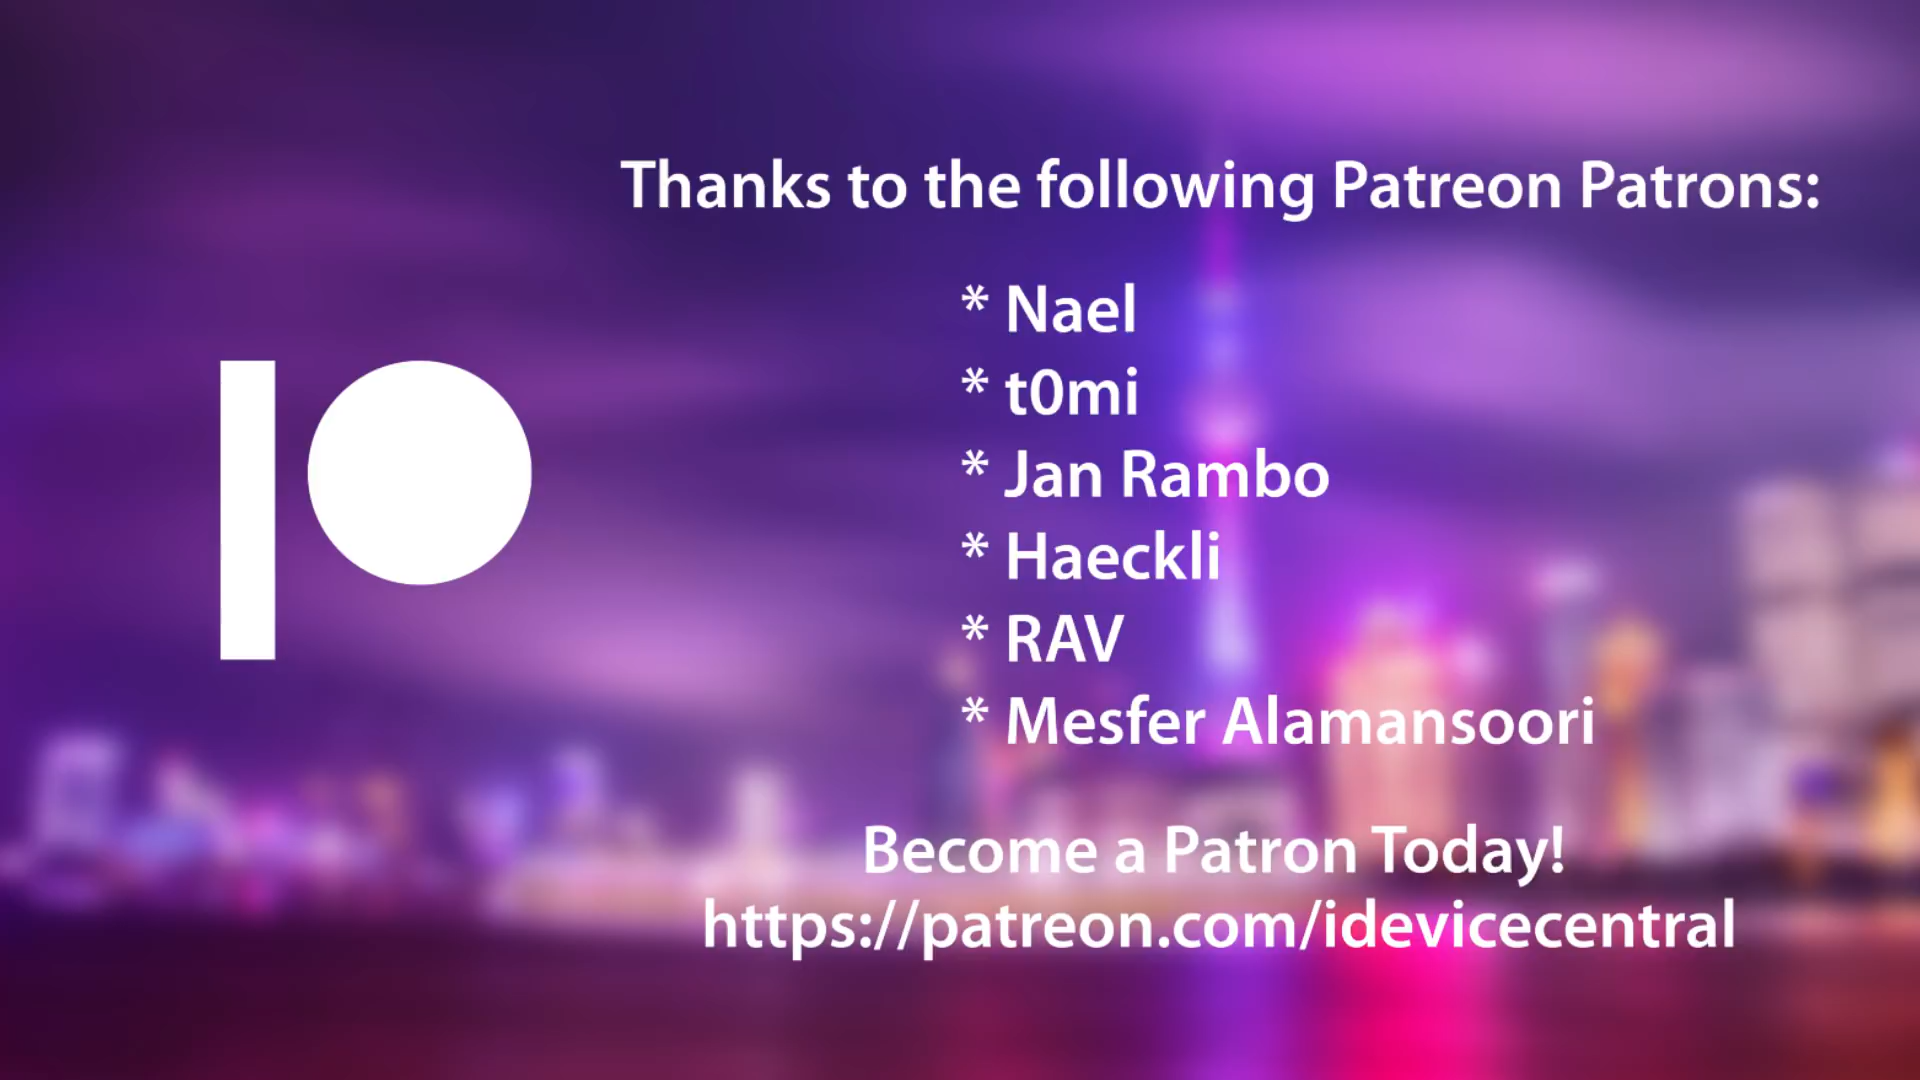 Thanks to the following Patreon Patrons:
* Nael
* t0mi
* Jan Rambo
* Haeckli
* RAV
* Mesfer Alamansoori
Become a Patron Today!
https://patreon.com/idevicecentral